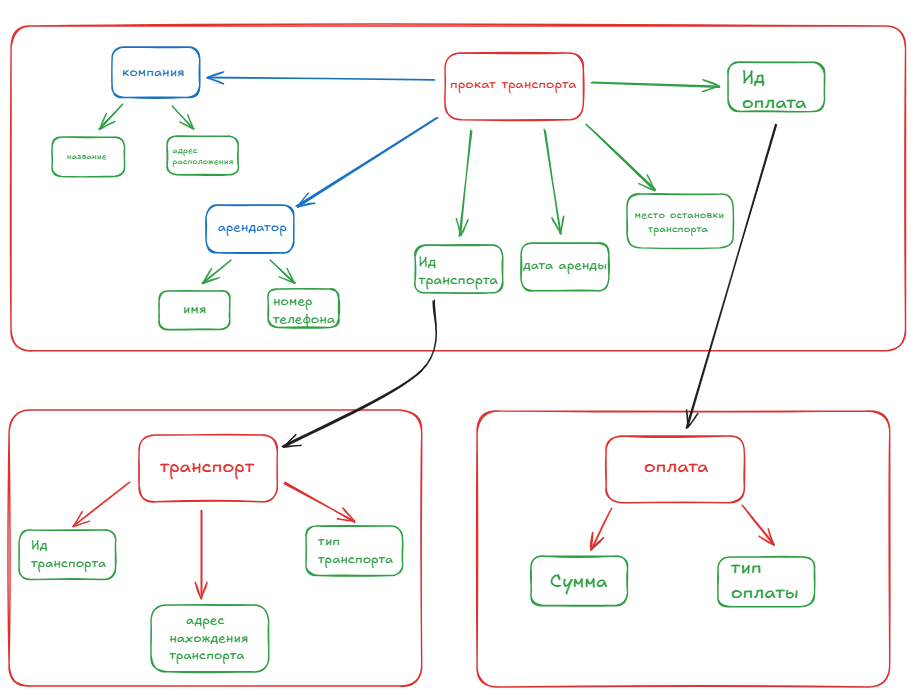 компания
прокат транспорта
Ид
оплата
название
адрес
расположения
арендатор
место остановки
транспорта
Ид
транспорта
дата аренды
имя
номер
телефона
транспорт
оплата
Ид
транспорта
тип
транспорта
адрес
нахождения
транспорта
Сумма
тип
оплаты